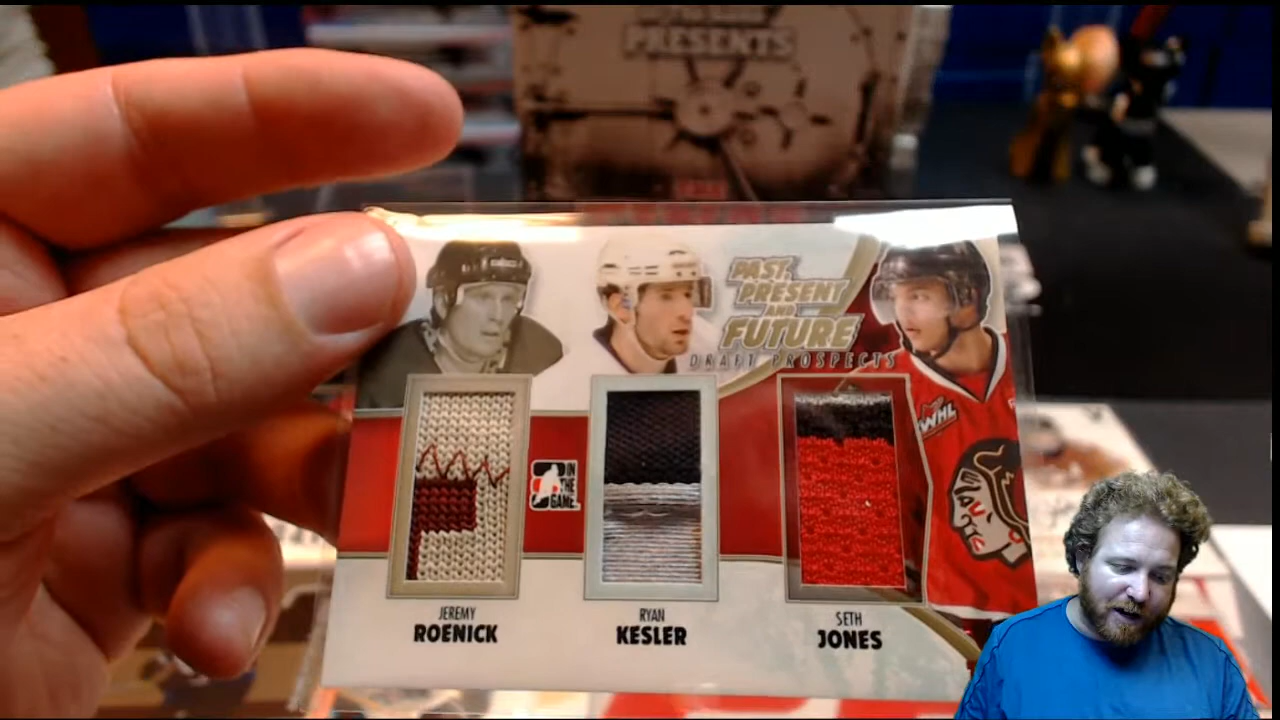 PRESENTS
PAST,
PRESENT
AND
FUTURE
DRAFT PROSPECTS
WHL
IN
THE
GAME
JEREMY
ROENICK
RYAN
KESLER
SETH
JONES